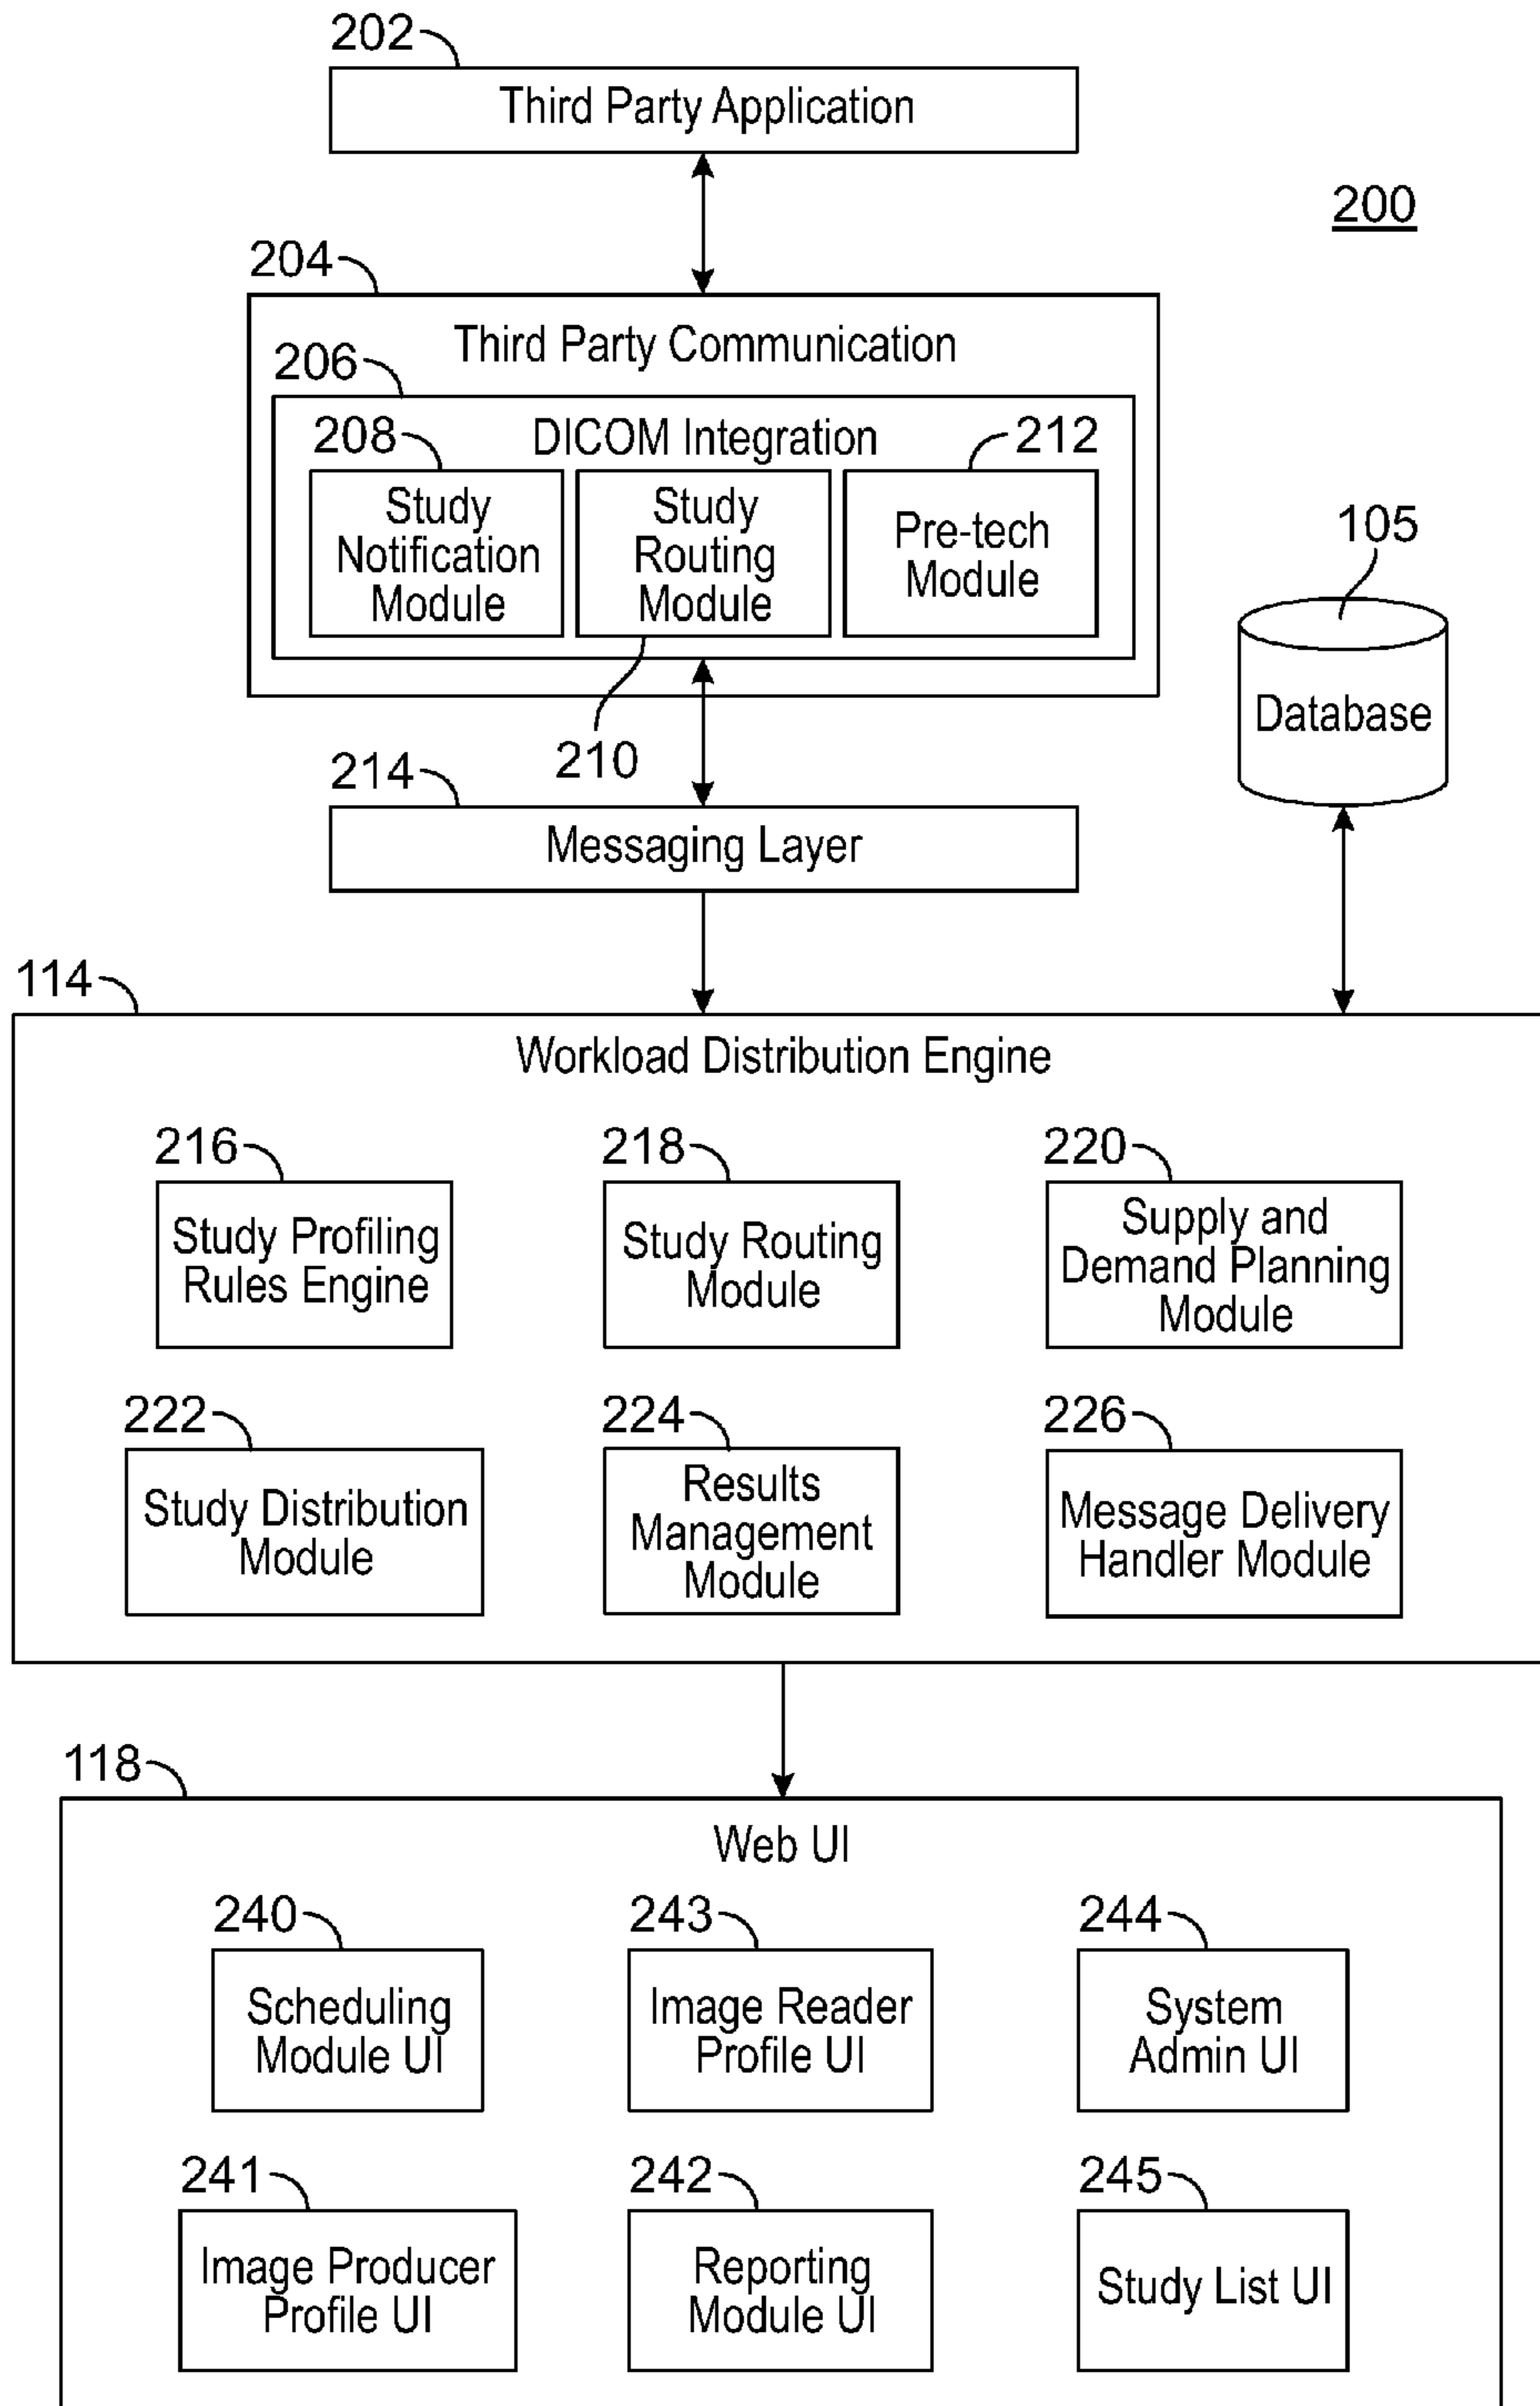 202
Third Party Application
200
204
Third Party Communication
206
DICOM Integration
208
212
Study
Notification
Module
Study
Routing
Module
Pre-tech
Module
105
Database
210
214
Messaging Layer
114
Workload Distribution Engine
216
218
220
Study Profiling
Rules Engine
Study Routing
Module
Supply and
Demand Planning
Module
222
224
226
Study Distribution
Module
Results
Management
Module
Message Delivery
Handler Module
118
Web UI
240
243
244
Scheduling
Module UI
Image Reader
Profile UI
System
Admin UI
241
242
245
Image Producer
Profile UI
Reporting
Module UI
Study List UI